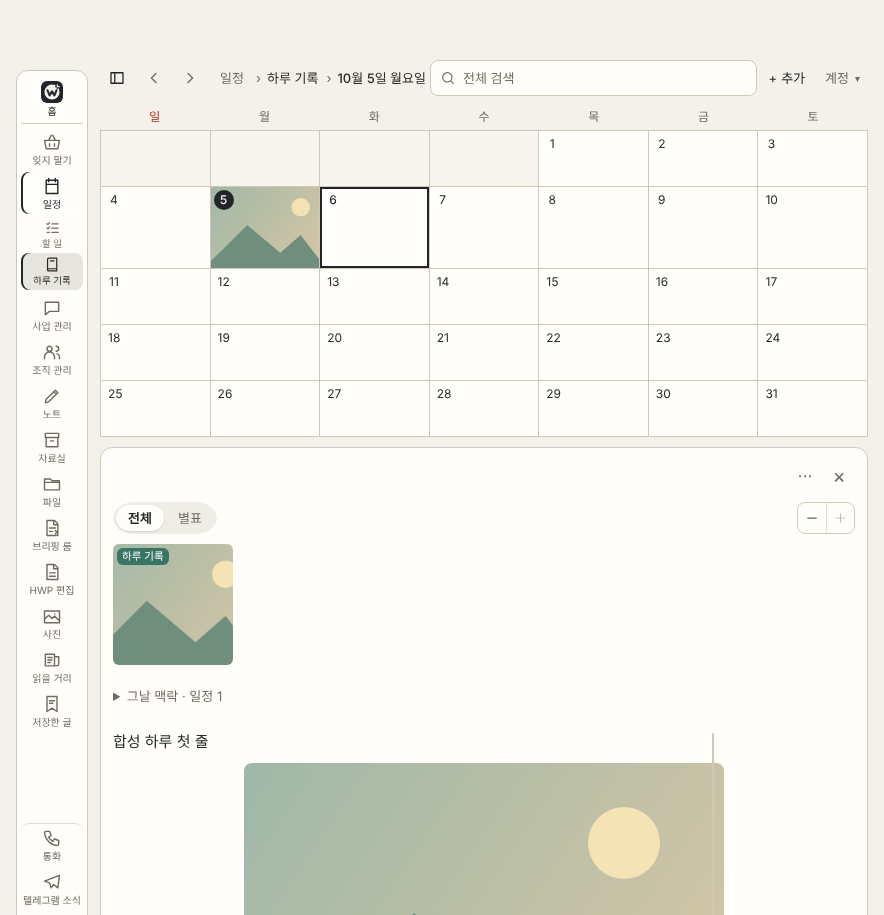 홈
잊지 말기
일정
할 일
하루 기록
사업 관리
조직 관리
노트
자료실
파일
브리핑 룸
HWP 편집
사진
읽을 거리
저장한 글
통화
텔레그램 소식
일정 › 하루 기록 › 10월 5일 월요일
전체 검색
+ 추가
계정 ▾
일 월 화 수 목 금 토
1 2 3
4 5 6 7 8 9 10
11 12 13 14 15 16 17
18 19 20 21 22 23 24
25 26 27 28 29 30 31
전체 별표
하루 기록
▶ 그날 맥락 · 일정 1
합성 하루 첫 줄